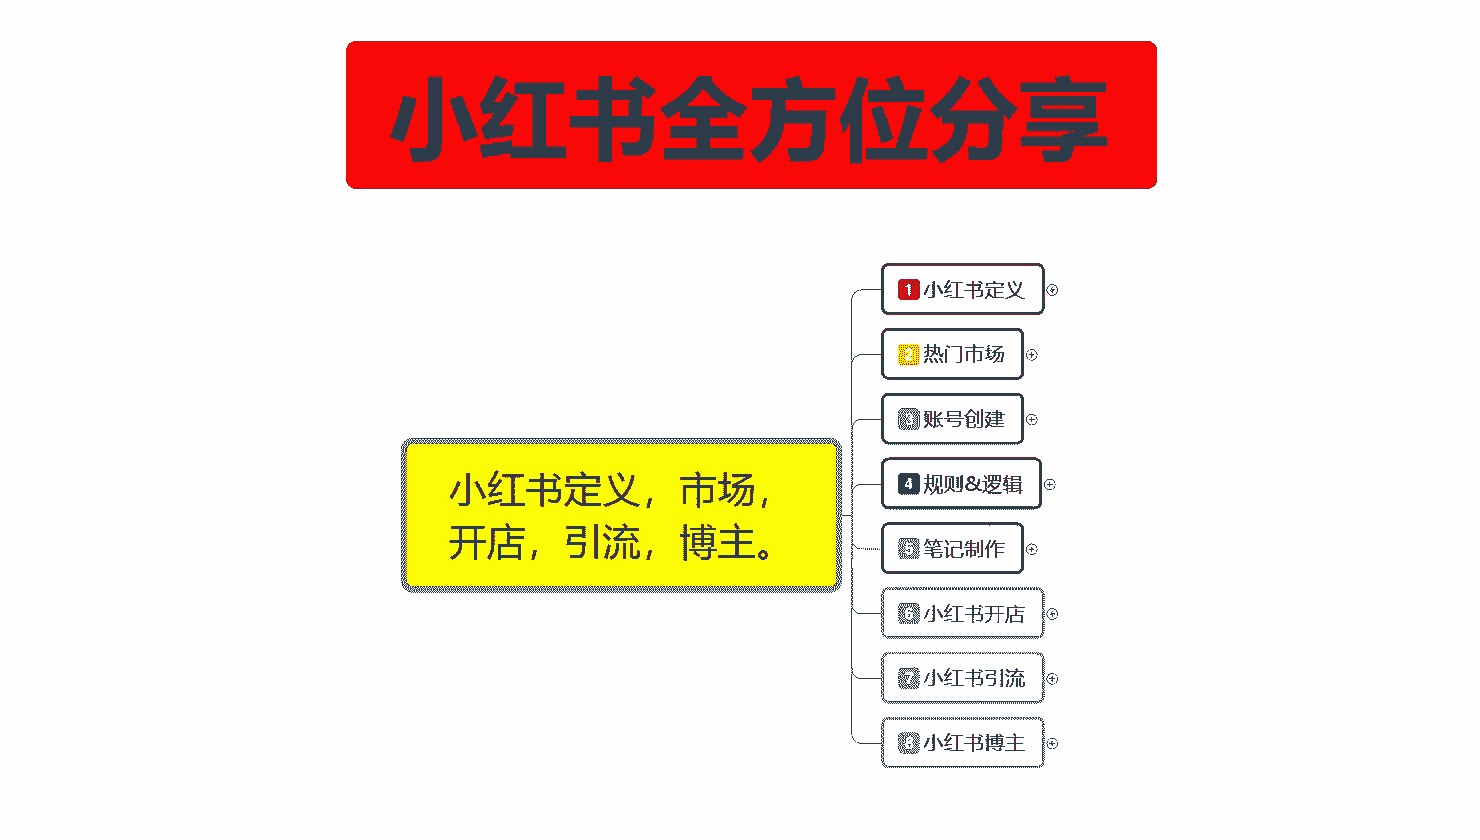 小红书全方位分享
小红书定义，市场，
开店，引流，博主。
1 小红书定义
2 热门市场
3 账号创建
4 规则&逻辑
5 笔记制作
6 小红书开店
7 小红书引流
8 小红书博主